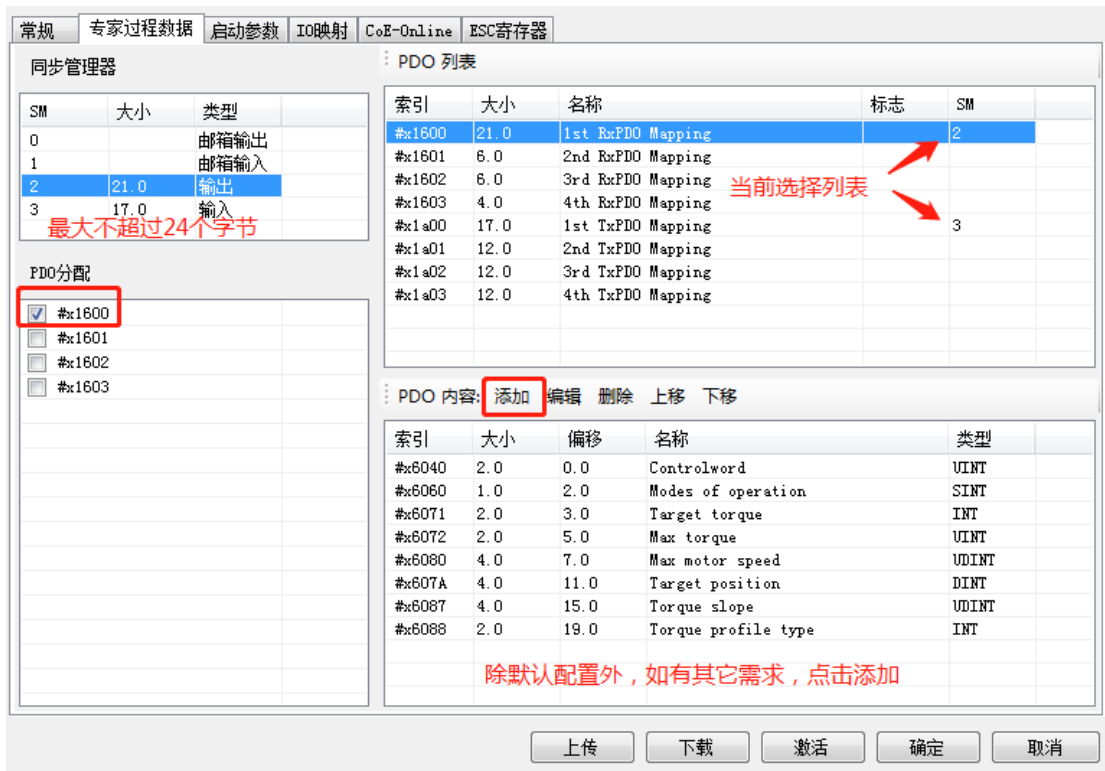 常规 专家过程数据 启动参数 IO映射 CoE-Online ESC寄存器
同步管理器
SM 大小 类型
0 邮箱输出
1 邮箱输入
2 21.0 输出
3 17.0 输入
最大不超过24个字节
PDO分配
#x1600
#x1601
#x1602
#x1603
PDO 列表
索引 大小 名称 标志 SM
#x1600 21.0 1st RxPDO Mapping 2
#x1601 6.0 2nd RxPDO Mapping
#x1602 6.0 3rd RxPDO Mapping
#x1603 4.0 4th RxPDO Mapping
#x1a00 17.0 1st TxPDO Mapping 3
#x1a01 12.0 2nd TxPDO Mapping
#x1a02 12.0 3rd TxPDO Mapping
#x1a03 12.0 4th TxPDO Mapping
当前选择列表
PDO 内容: 添加 编辑 删除 上移 下移
索引 大小 偏移 名称 类型
#x6040 2.0 0.0 Controlword UINT
#x6060 1.0 2.0 Modes of operation SINT
#x6071 2.0 3.0 Target torque INT
#x6072 2.0 5.0 Max torque UINT
#x6080 4.0 7.0 Max motor speed UDINT
#x607A 4.0 11.0 Target position DINT
#x6087 4.0 15.0 Torque slope UDINT
#x6088 2.0 19.0 Torque profile type INT
除默认配置外，如有其它需求，点击添加
上传 下载 激活 确定 取消